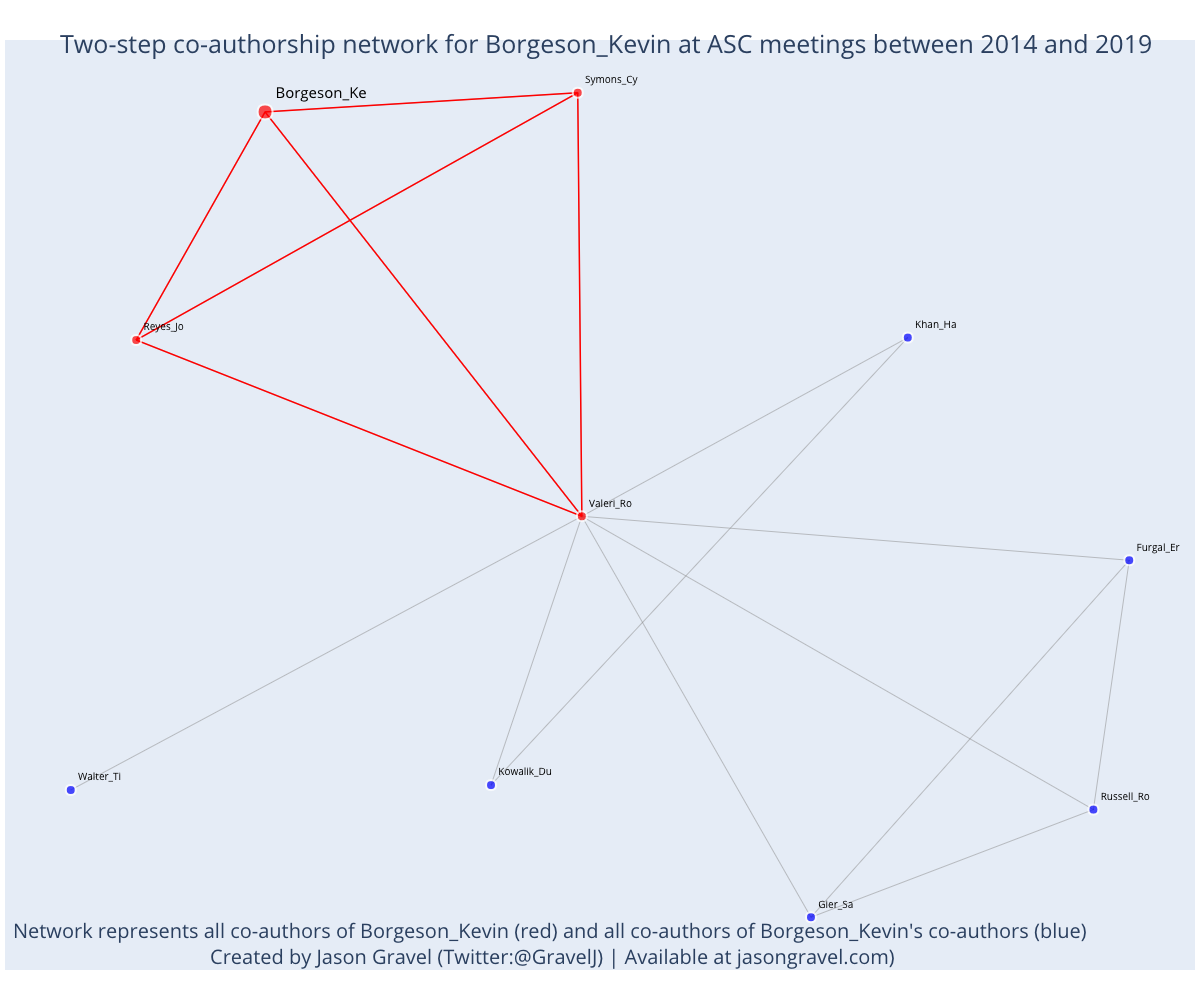 Two-step co-authorship network for Borgeson_Kevin at ASC meetings between 2014 and 2019
Symons_Cy
Borgeson_Ke
Reyes_Jo
Khan_Ha
Valeri_Ro
Furgal_Er
Walter_Ti
Kowalik_Du
Russell_Ro
Gier_Sa
Network represents all co-authors of Borgeson_Kevin (red) and all co-authors of Borgeson_Kevin's co-authors (blue)
Created by Jason Gravel (Twitter:@GravelJ) | Available at jasongravel.com)